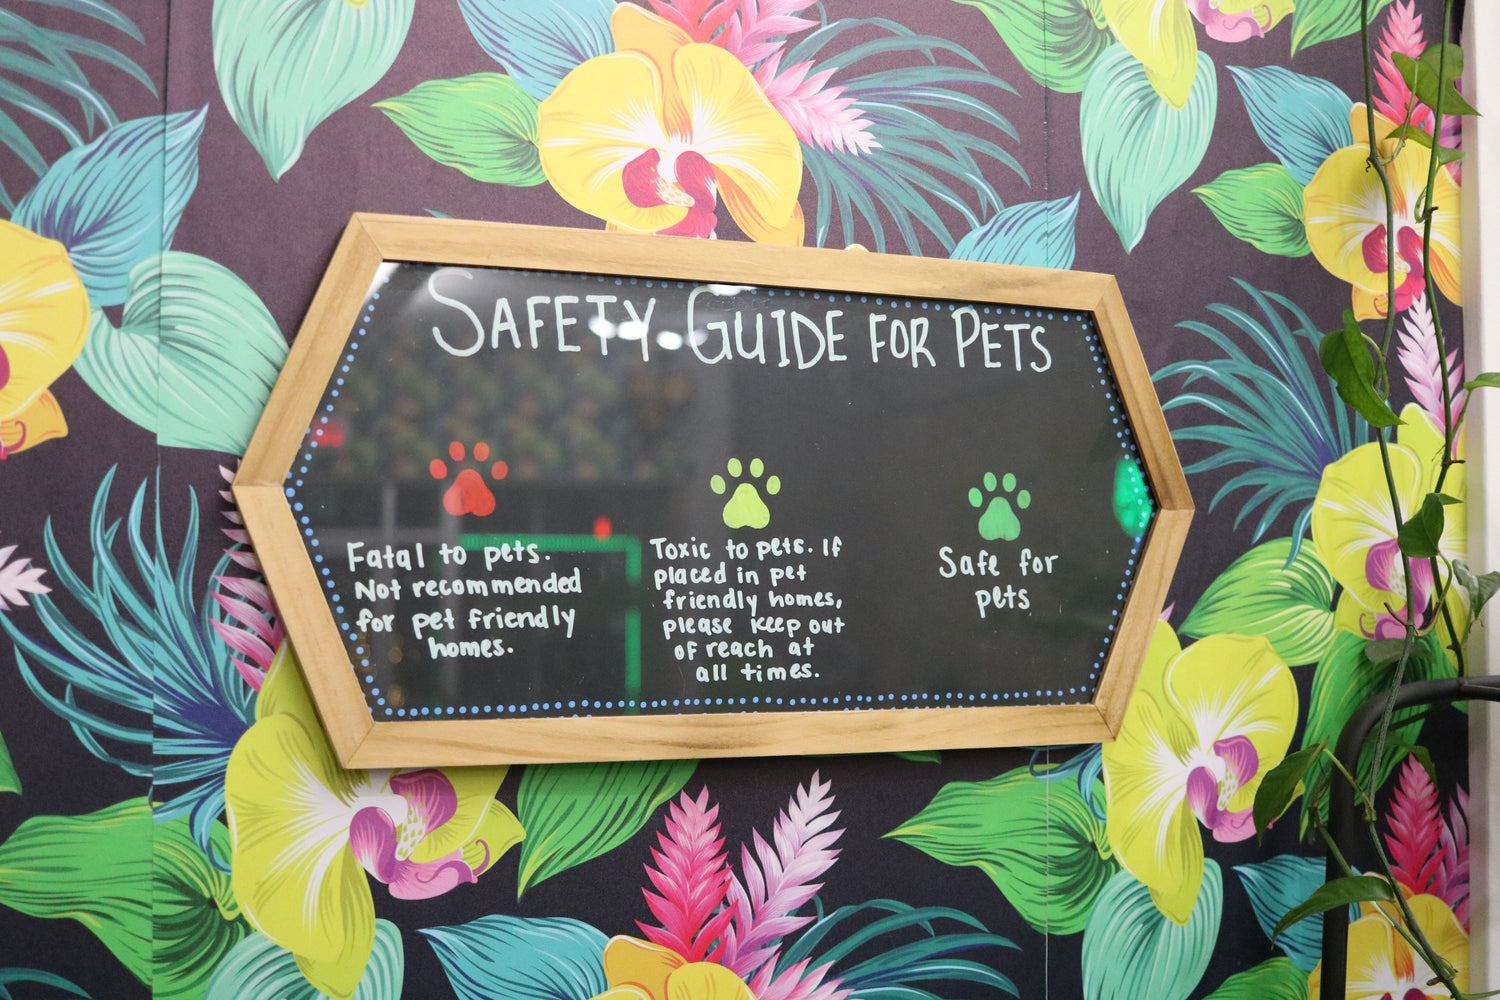 SAFETY GUIDE FOR PETS
Fatal to pets.
Not recommended
for pet friendly
homes.
Toxic to pets. If
placed in pet
friendly homes,
please keep out
of reach at
all times.
Safe for
pets